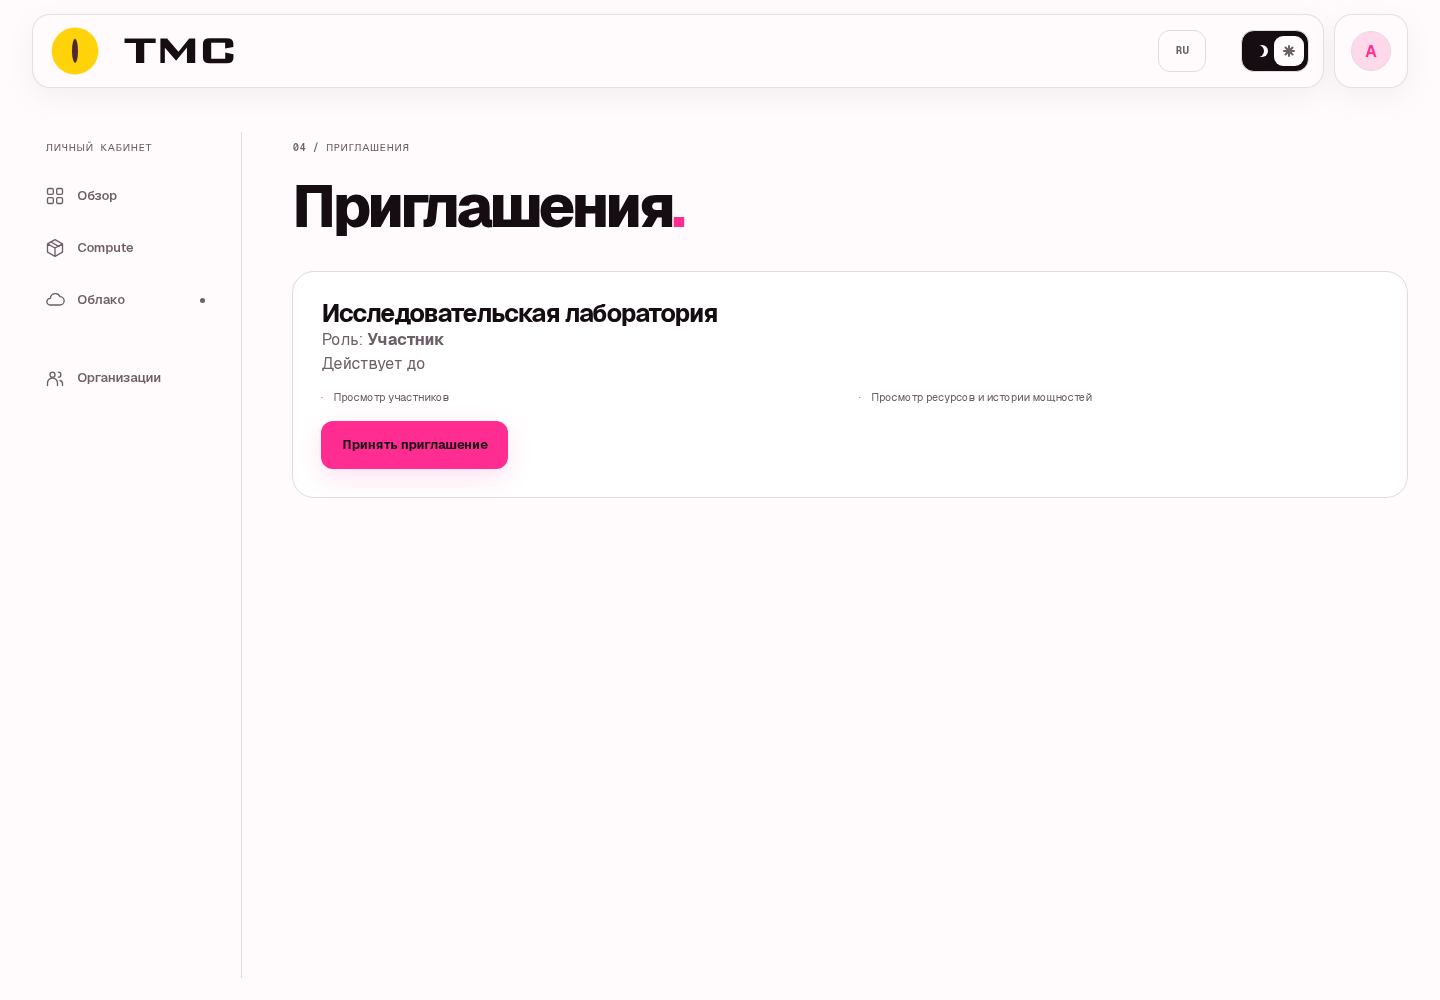 TMC
RU
A
ЛИЧНЫЙ КАБИНЕТ
Обзор
Compute
Облако
Организации
04 / ПРИГЛАШЕНИЯ
Приглашения.
Исследовательская лаборатория
Роль: Участник
Действует до
Просмотр участников
Просмотр ресурсов и истории мощностей
Принять приглашение